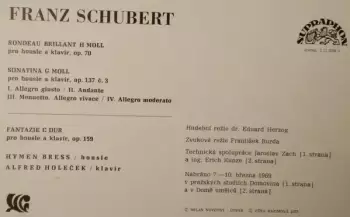 FRANZ SCHUBERT
SUPRAPHON
RONDEAU BRILLANT H MOLL
pro housle a klavír, op. 70
SONATINA G MOLL
pro housle a klavír, op. 137 č. 3
I. Allegro giusto / II. Andante
III. Menuetto. Allegro vivace / IV. Allegro moderato
FANTAZIE C DUR
pro housle a klavír, op. 159
HYMEN BRESS / housle
ALFRED HOLEČEK / klavír
Hudební režie dr. Eduard Herzog
Zvuková režie František Burda
Technická spolupráce Jaroslav Zach (1. strana)
a ing. Erich Kunze (2. strana)
Nahráno 7.—10. března 1969
v pražských studiích Domovina (1. strana)
a v Domě umělců (2. strana)